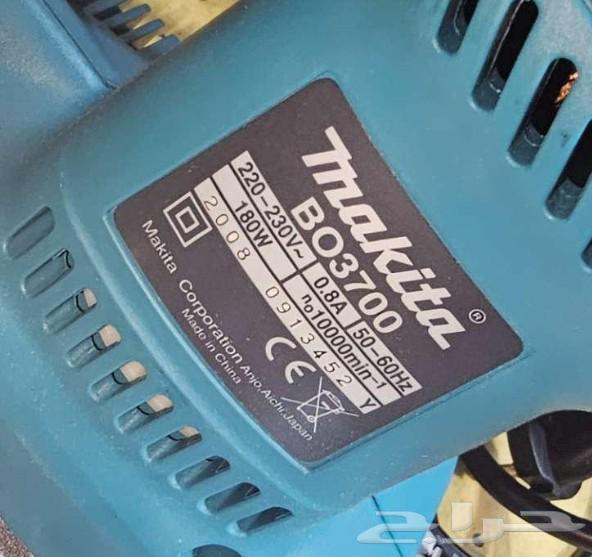 makita®
BO3700
220-230V~ 0.8A 50-60Hz
180W n₀10000min-1
2008 0913452 Y
Makita Corporation Anjo, Aichi, Japan
Made in China
CE
حراج